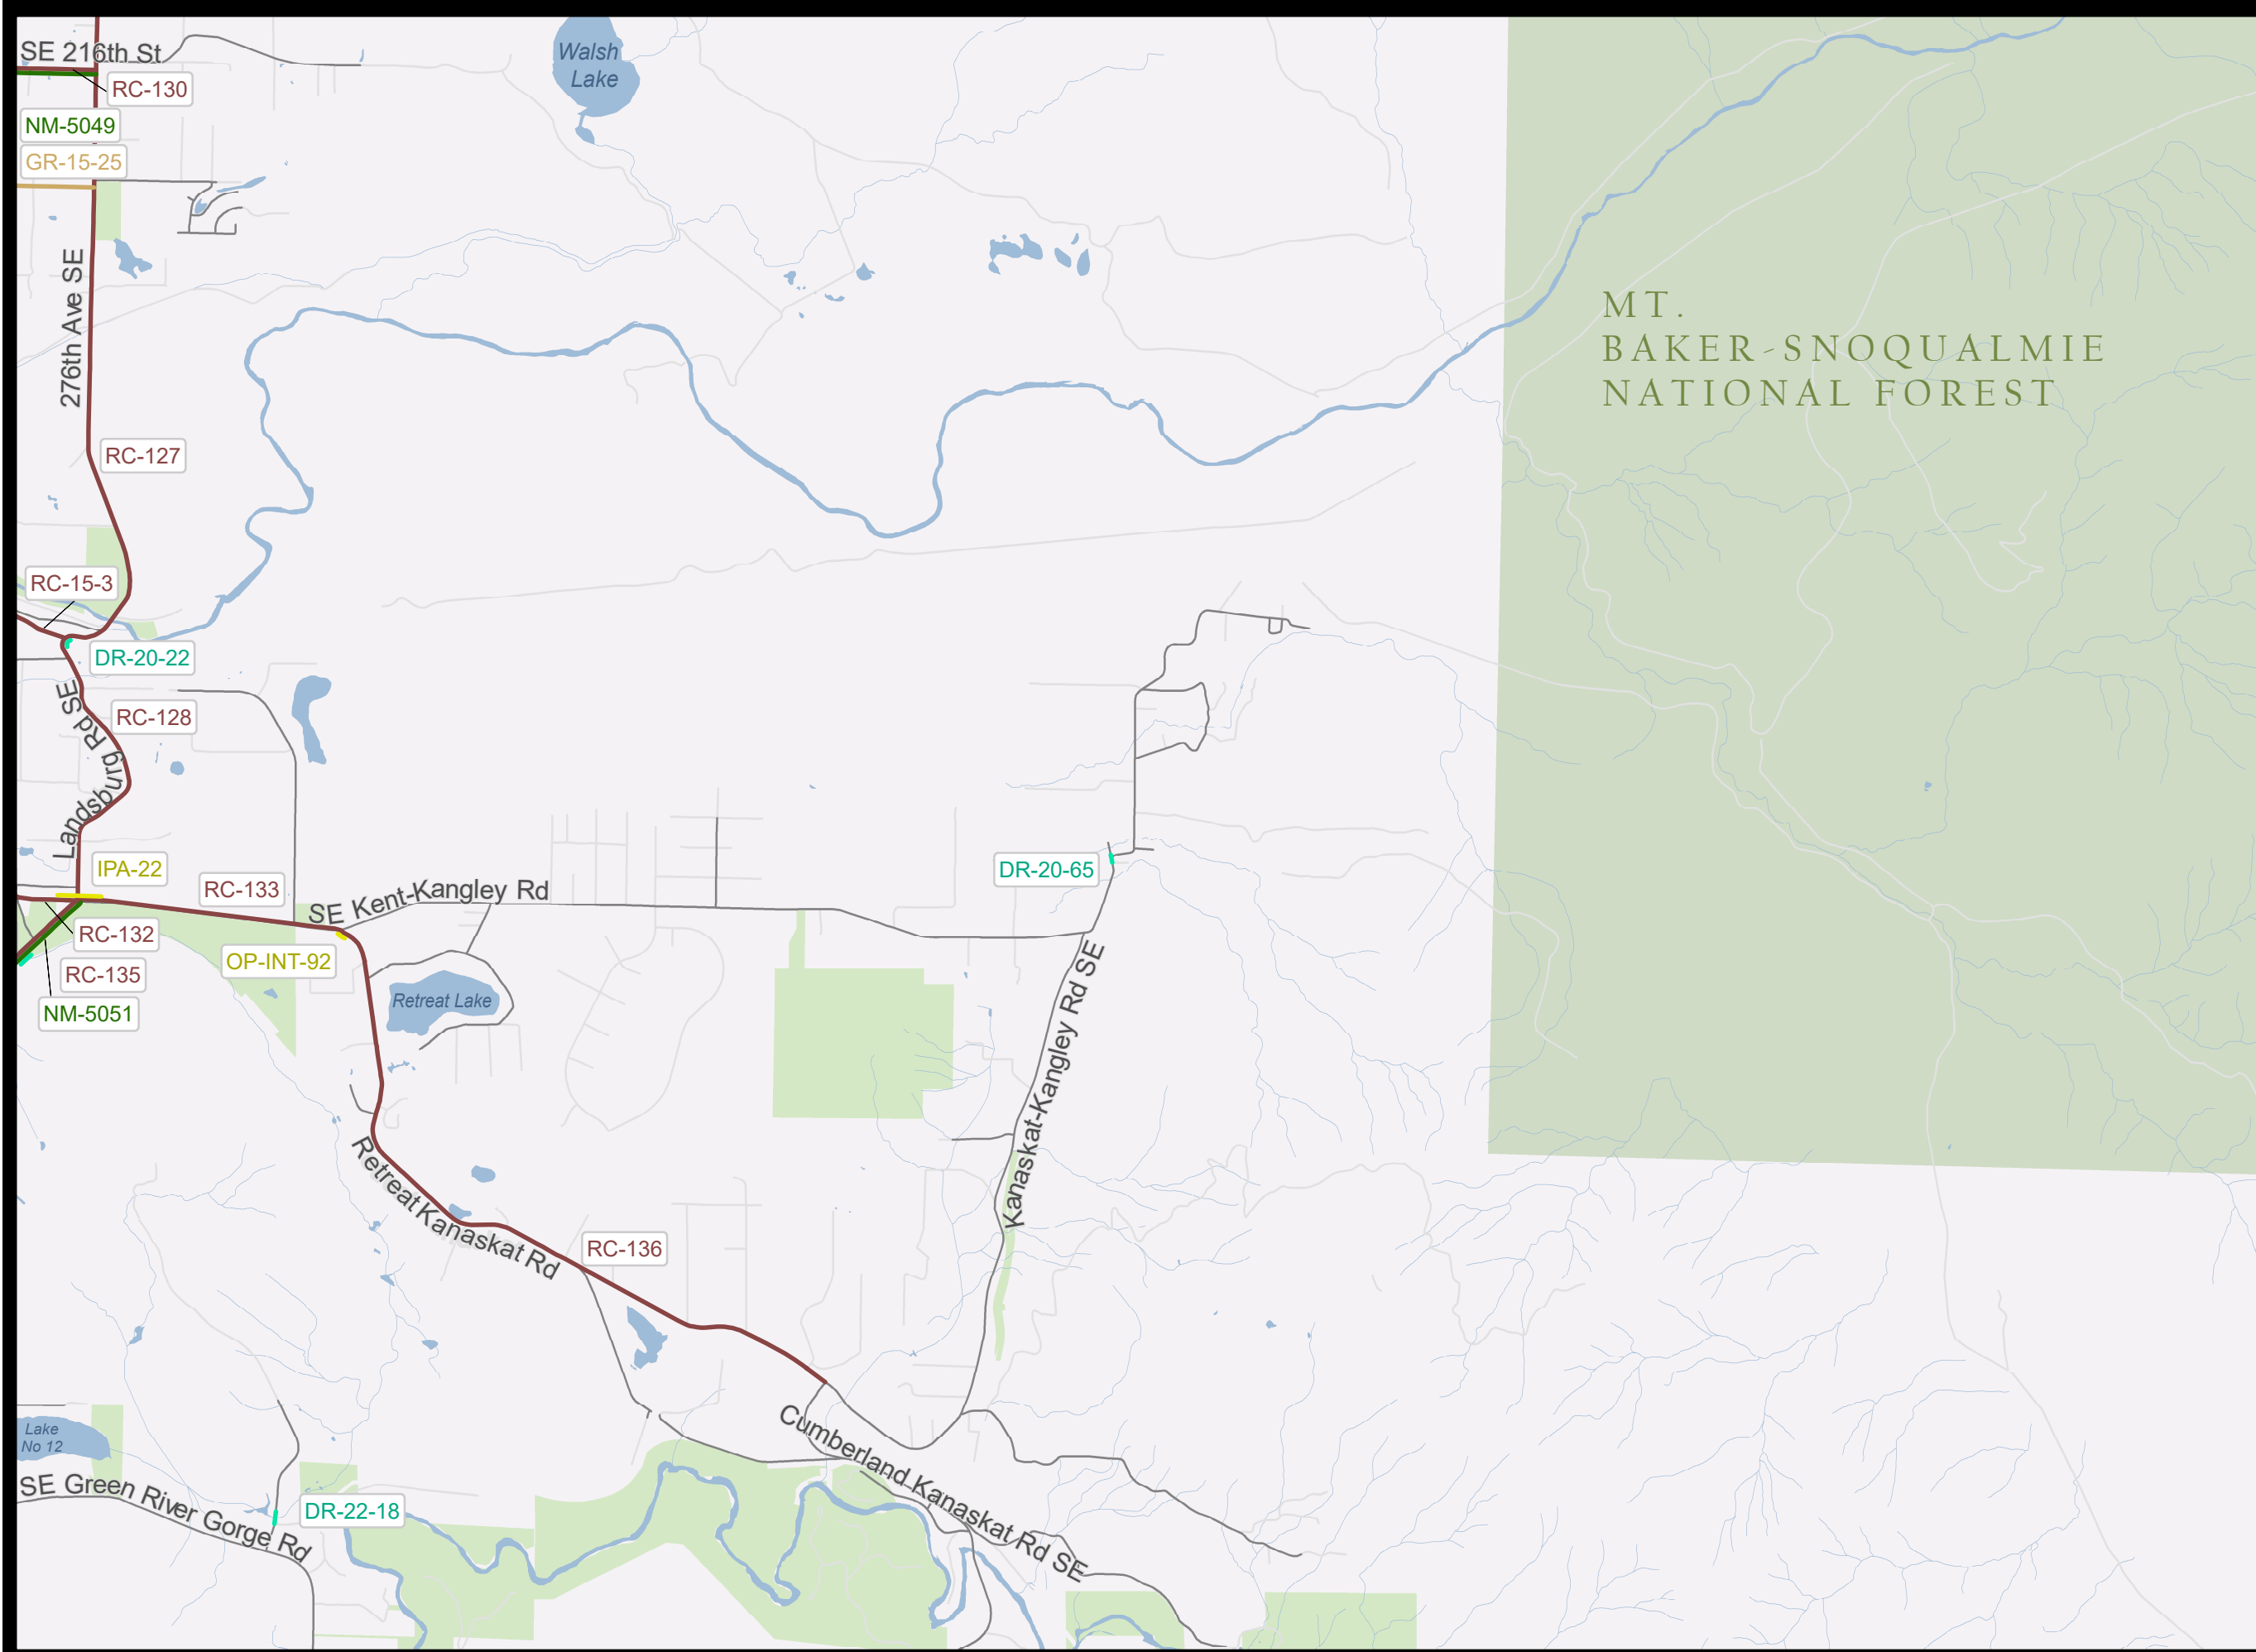 SE 216th St
Walsh
Lake
RC-130
NM-5049
GR-15-25
276th Ave SE
MT.
BAKER-SNOQUALMIE
NATIONAL FOREST
RC-127
RC-15-3
DR-20-22
Landsburg Rd SE
RC-128
IPA-22
RC-133
SE Kent-Kangley Rd
DR-20-65
RC-132
OP-INT-92
RC-135
NM-5051
Retreat Lake
Kanaskat-Kangley Rd SE
Retreat Kanaskat Rd
RC-136
Lake
No 12
Cumberland-Kanaskat Rd SE
SE Green River Gorge Rd
DR-22-18